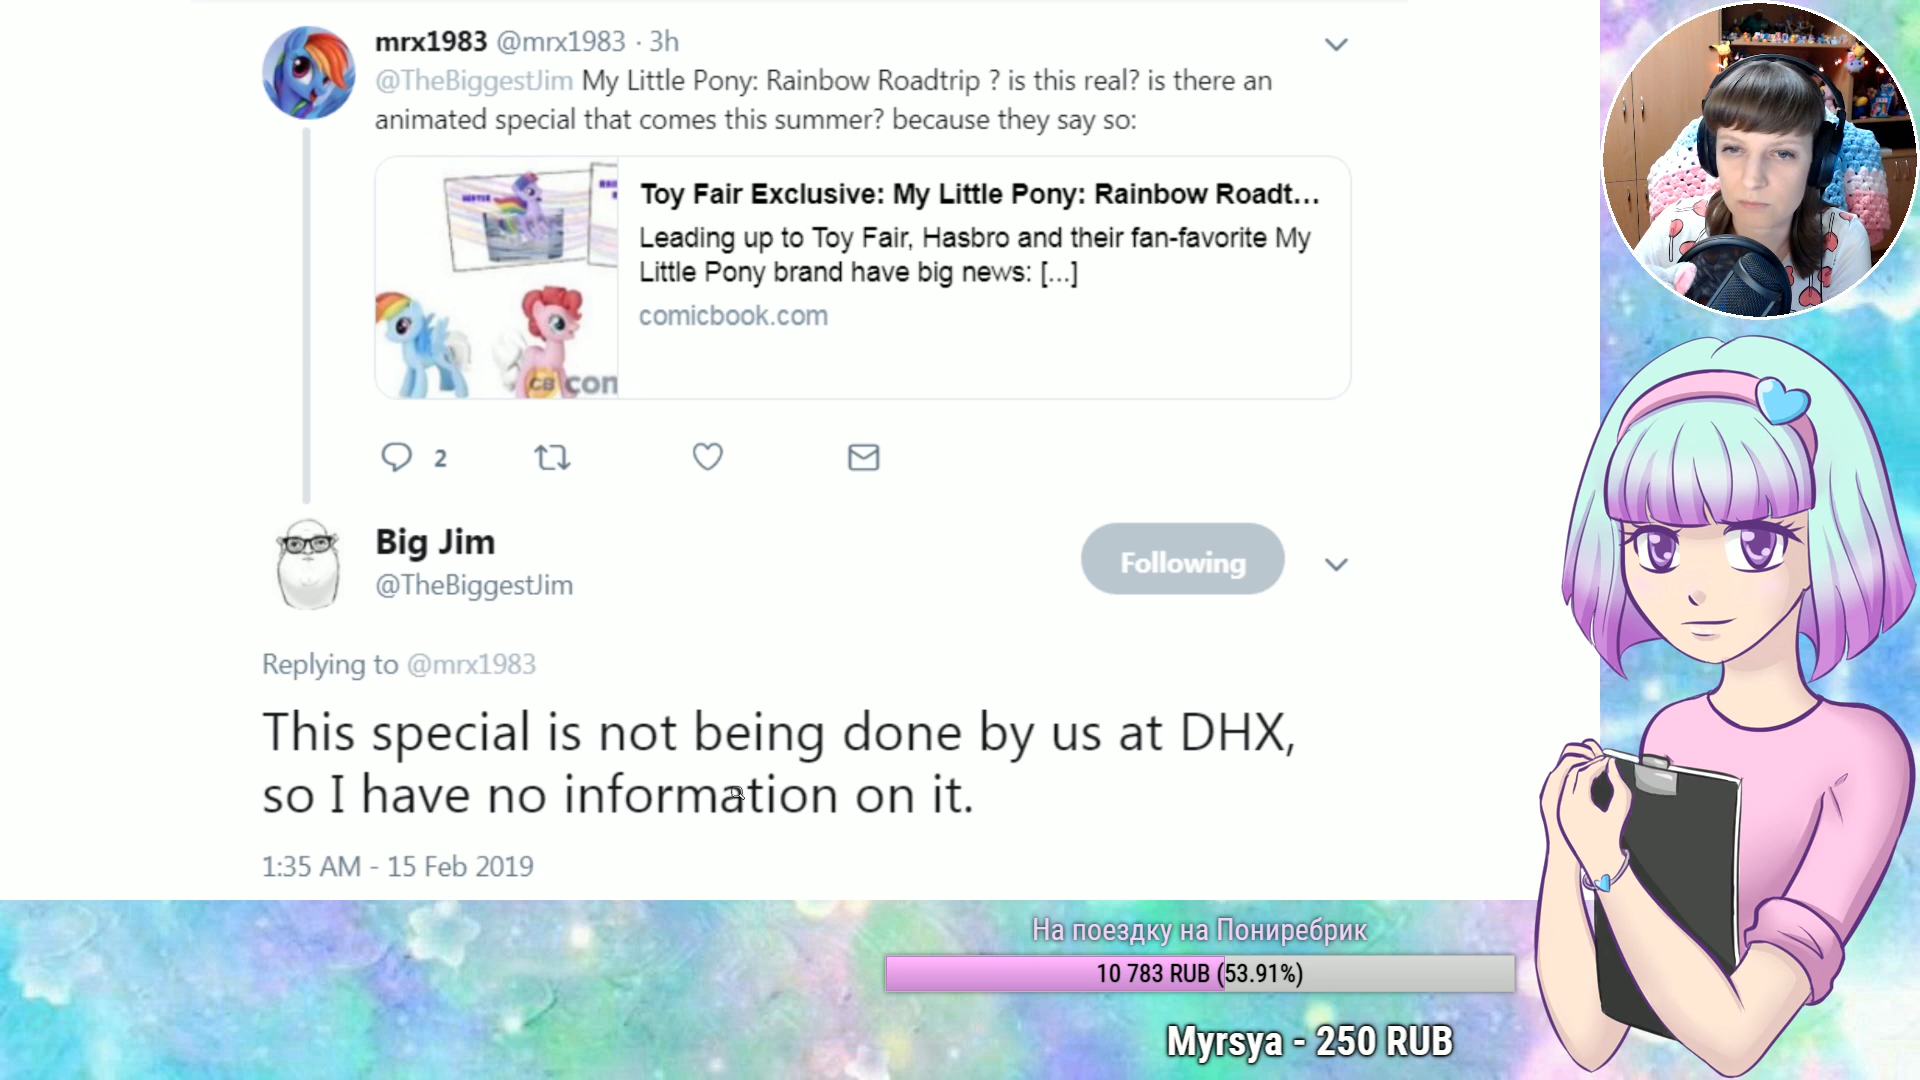 mrx1983 @mrx1983 · 3h
@TheBiggestJim My Little Pony: Rainbow Roadtrip ? is this real? is there an
animated special that comes this summer? because they say so:
Toy Fair Exclusive: My Little Pony: Rainbow Roadt...
Leading up to Toy Fair, Hasbro and their fan-favorite My
Little Pony brand have big news: [...]
comicbook.com
CB con
2
Big Jim
@TheBiggestJim
Following
Replying to @mrx1983
This special is not being done by us at DHX,
so I have no information on it.
1:35 AM - 15 Feb 2019
На поездку на Пониребрик
10 783 RUB (53.91%)
Myrsya - 250 RUB